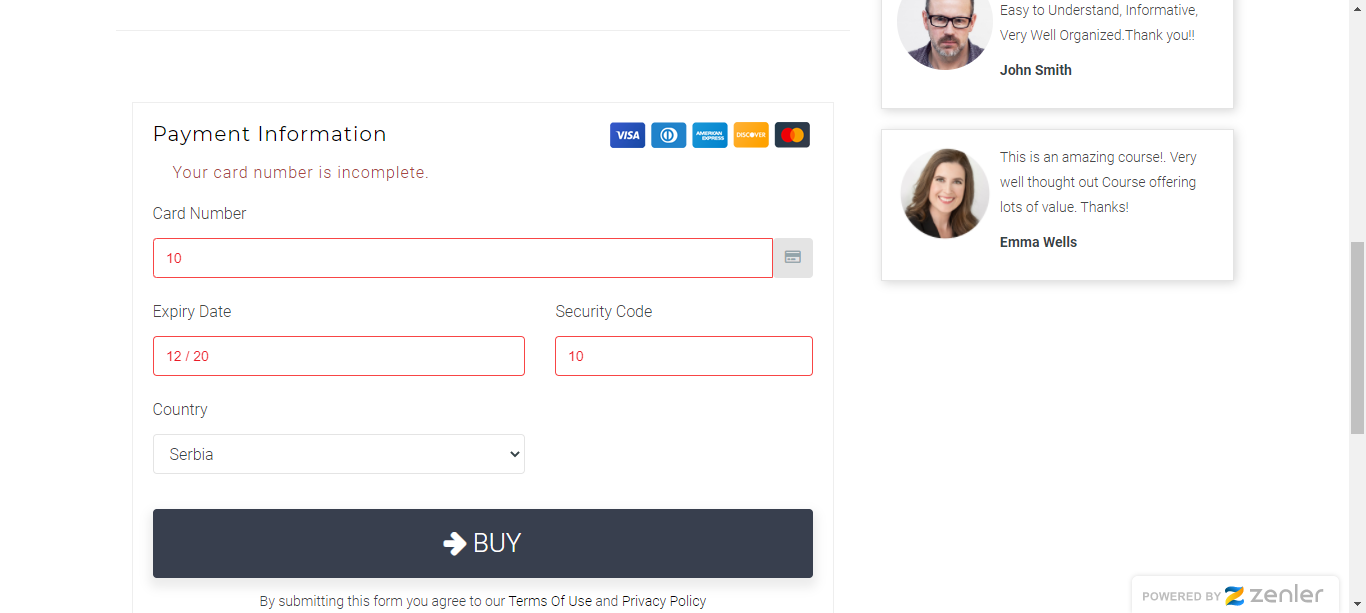 Easy to Understand, Informative,
Very Well Organized.Thank you!!
John Smith
Payment Information
VISA
AMERICAN
EXPRESS
DISCOVER
Your card number is incomplete.
Card Number
10
Expiry Date
Security Code
12 / 20
10
Country
Serbia
BUY
By submitting this form you agree to our Terms Of Use and Privacy Policy
This is an amazing course!. Very
well thought out Course offering
lots of value. Thanks!
Emma Wells
POWERED BY zenler